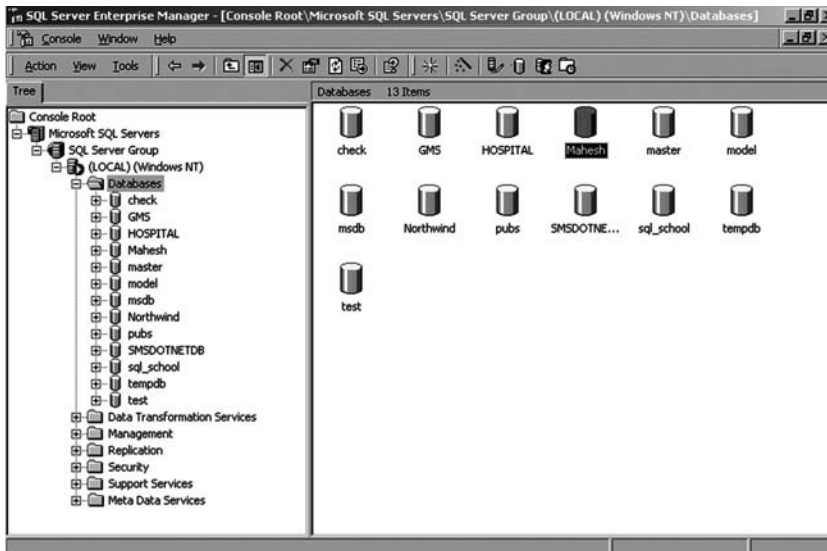 SQL Server Enterprise Manager - [Console Root\Microsoft SQL Servers\SQL Server Group\(LOCAL) (Windows NT)\Databases]
Console Window Help
Action View Tools
Tree
Databases 13 Items
Console Root
Microsoft SQL Servers
SQL Server Group
(LOCAL) (Windows NT)
Databases
check
GMS
HOSPITAL
Mahesh
master
model
msdb
Northwind
pubs
SMSDOTNETDB
sql_school
tempdb
test
Data Transformation Services
Management
Replication
Security
Support Services
Meta Data Services
check GMS HOSPITAL Mahesh master model
msdb Northwind pubs SMSDOTNE... sql_school tempdb
test